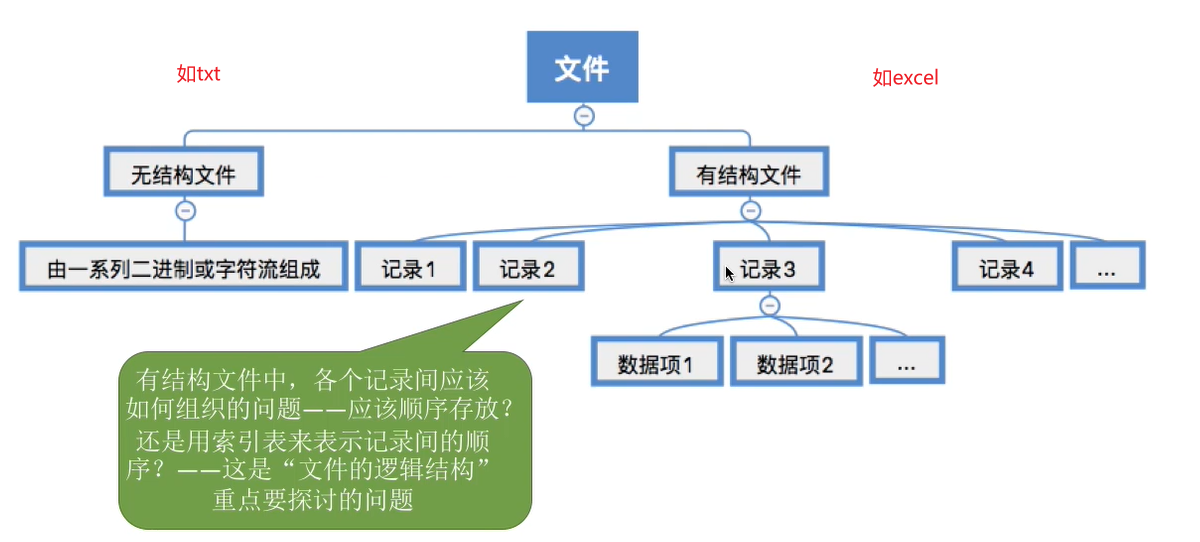 文件
如txt
如excel
无结构文件
有结构文件
由一系列二进制或字符流组成
记录1
记录2
记录3
记录4
...
数据项1
数据项2
...
有结构文件中，各个记录间应该
如何组织的问题——应该顺序存放？
还是用索引表来表示记录间的顺
序？——这是“文件的逻辑结构”
重点要探讨的问题